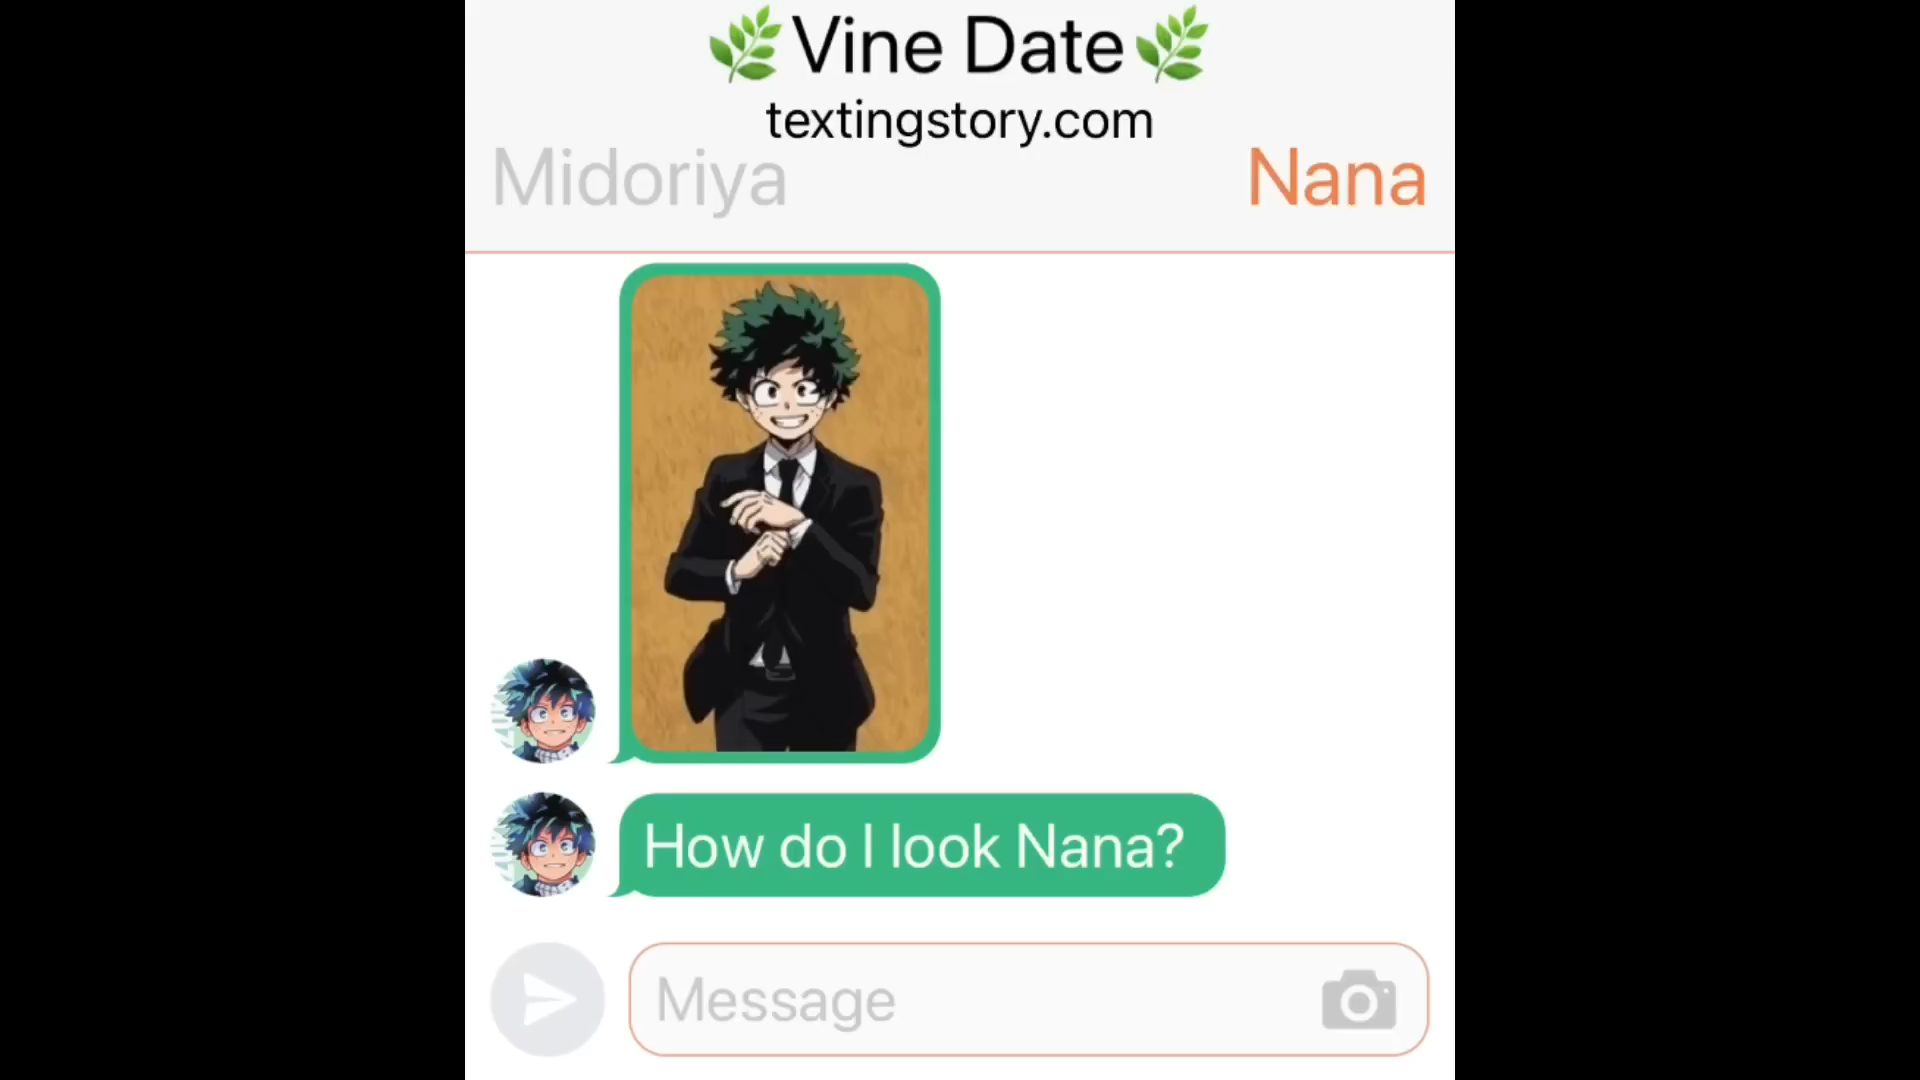 🌿Vine Date🌿
textingstory.com
Midoriya
Nana
How do I look Nana?
Message